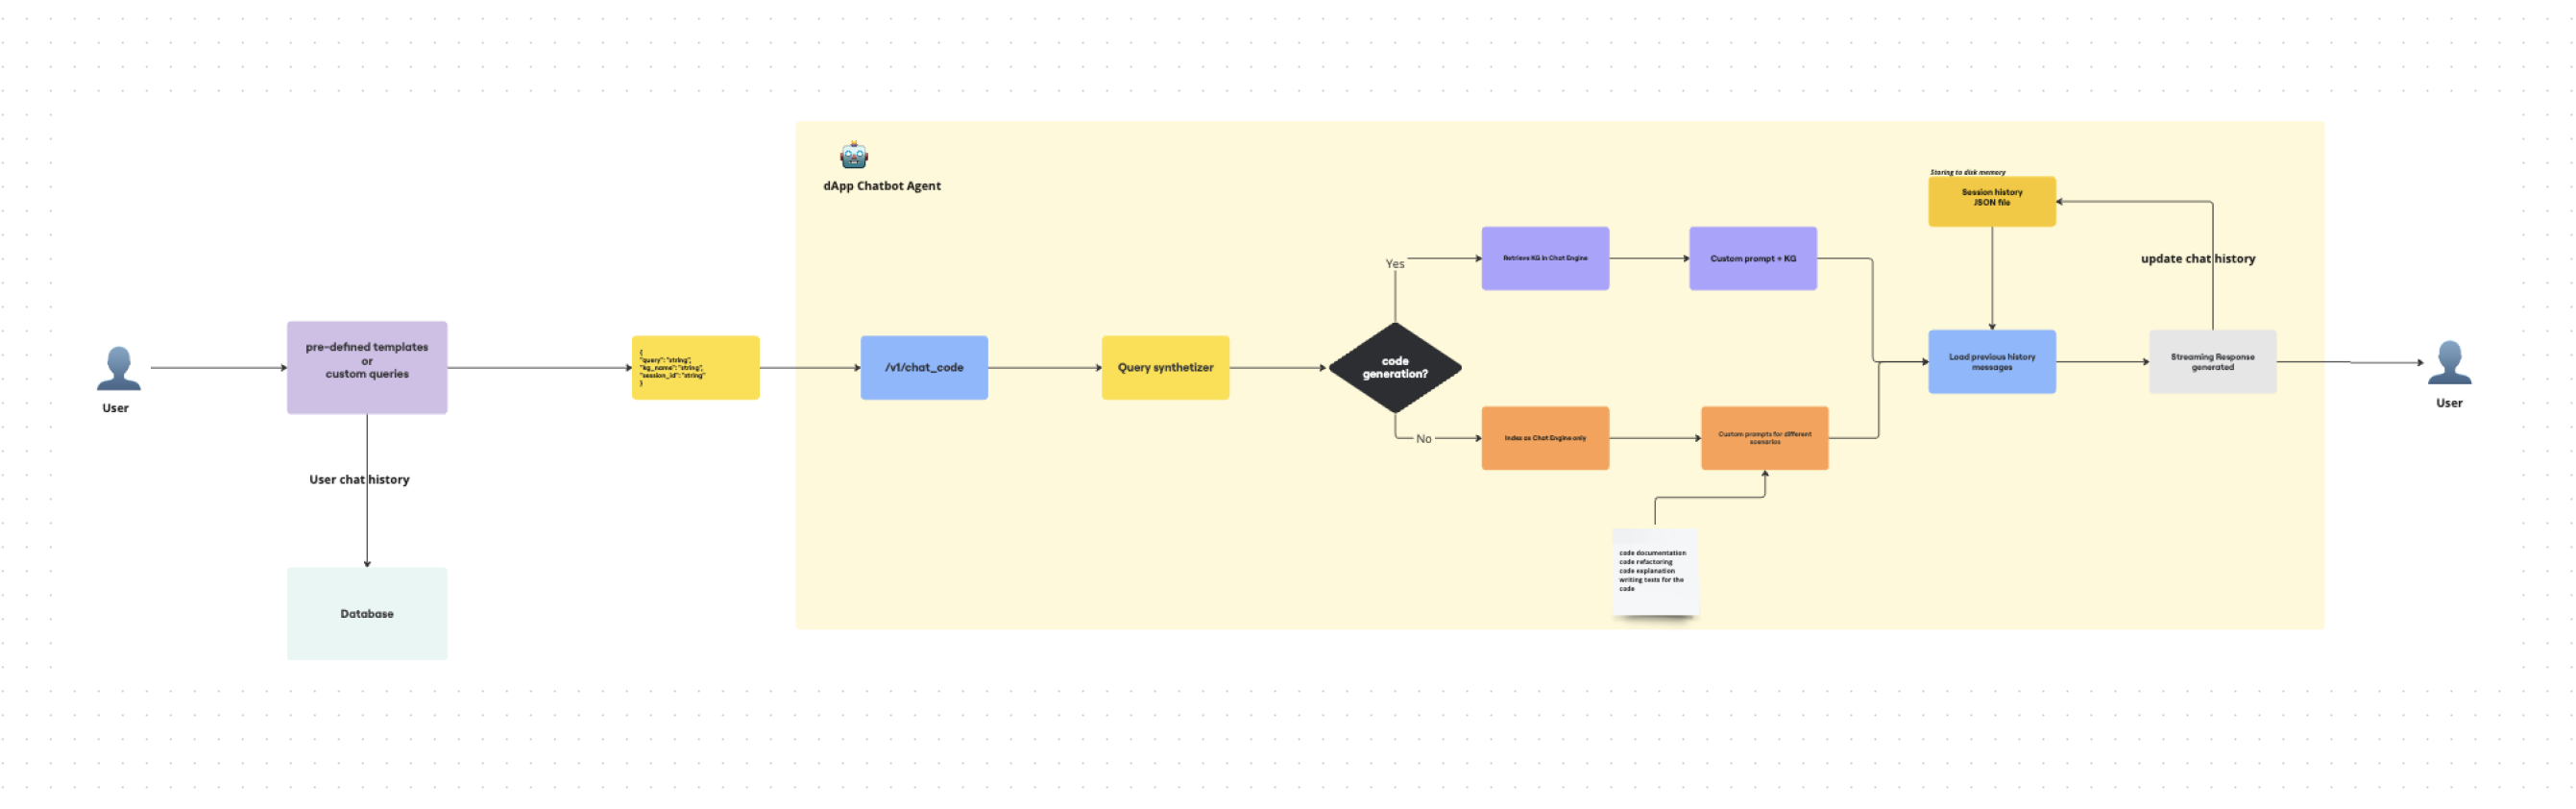 dApp Chatbot Agent
User
pre-defined templates
or
custom queries
User chat history
Database
{
"query": "string",
"kg_name": "string",
"session_id": "string"
}
/v1/chat_code
Query synthetizer
code
generation?
Yes
Retrieve KG in Chat Engine
Custom prompt + KG
No
Index as Chat Engine only
Custom prompts for different
scenarios
code documentation
code refactoring
code explanation
writing tests for the
code
Storing to disk memory
Session history
JSON file
Load previous history
messages
update chat history
Streaming Response
generated
User